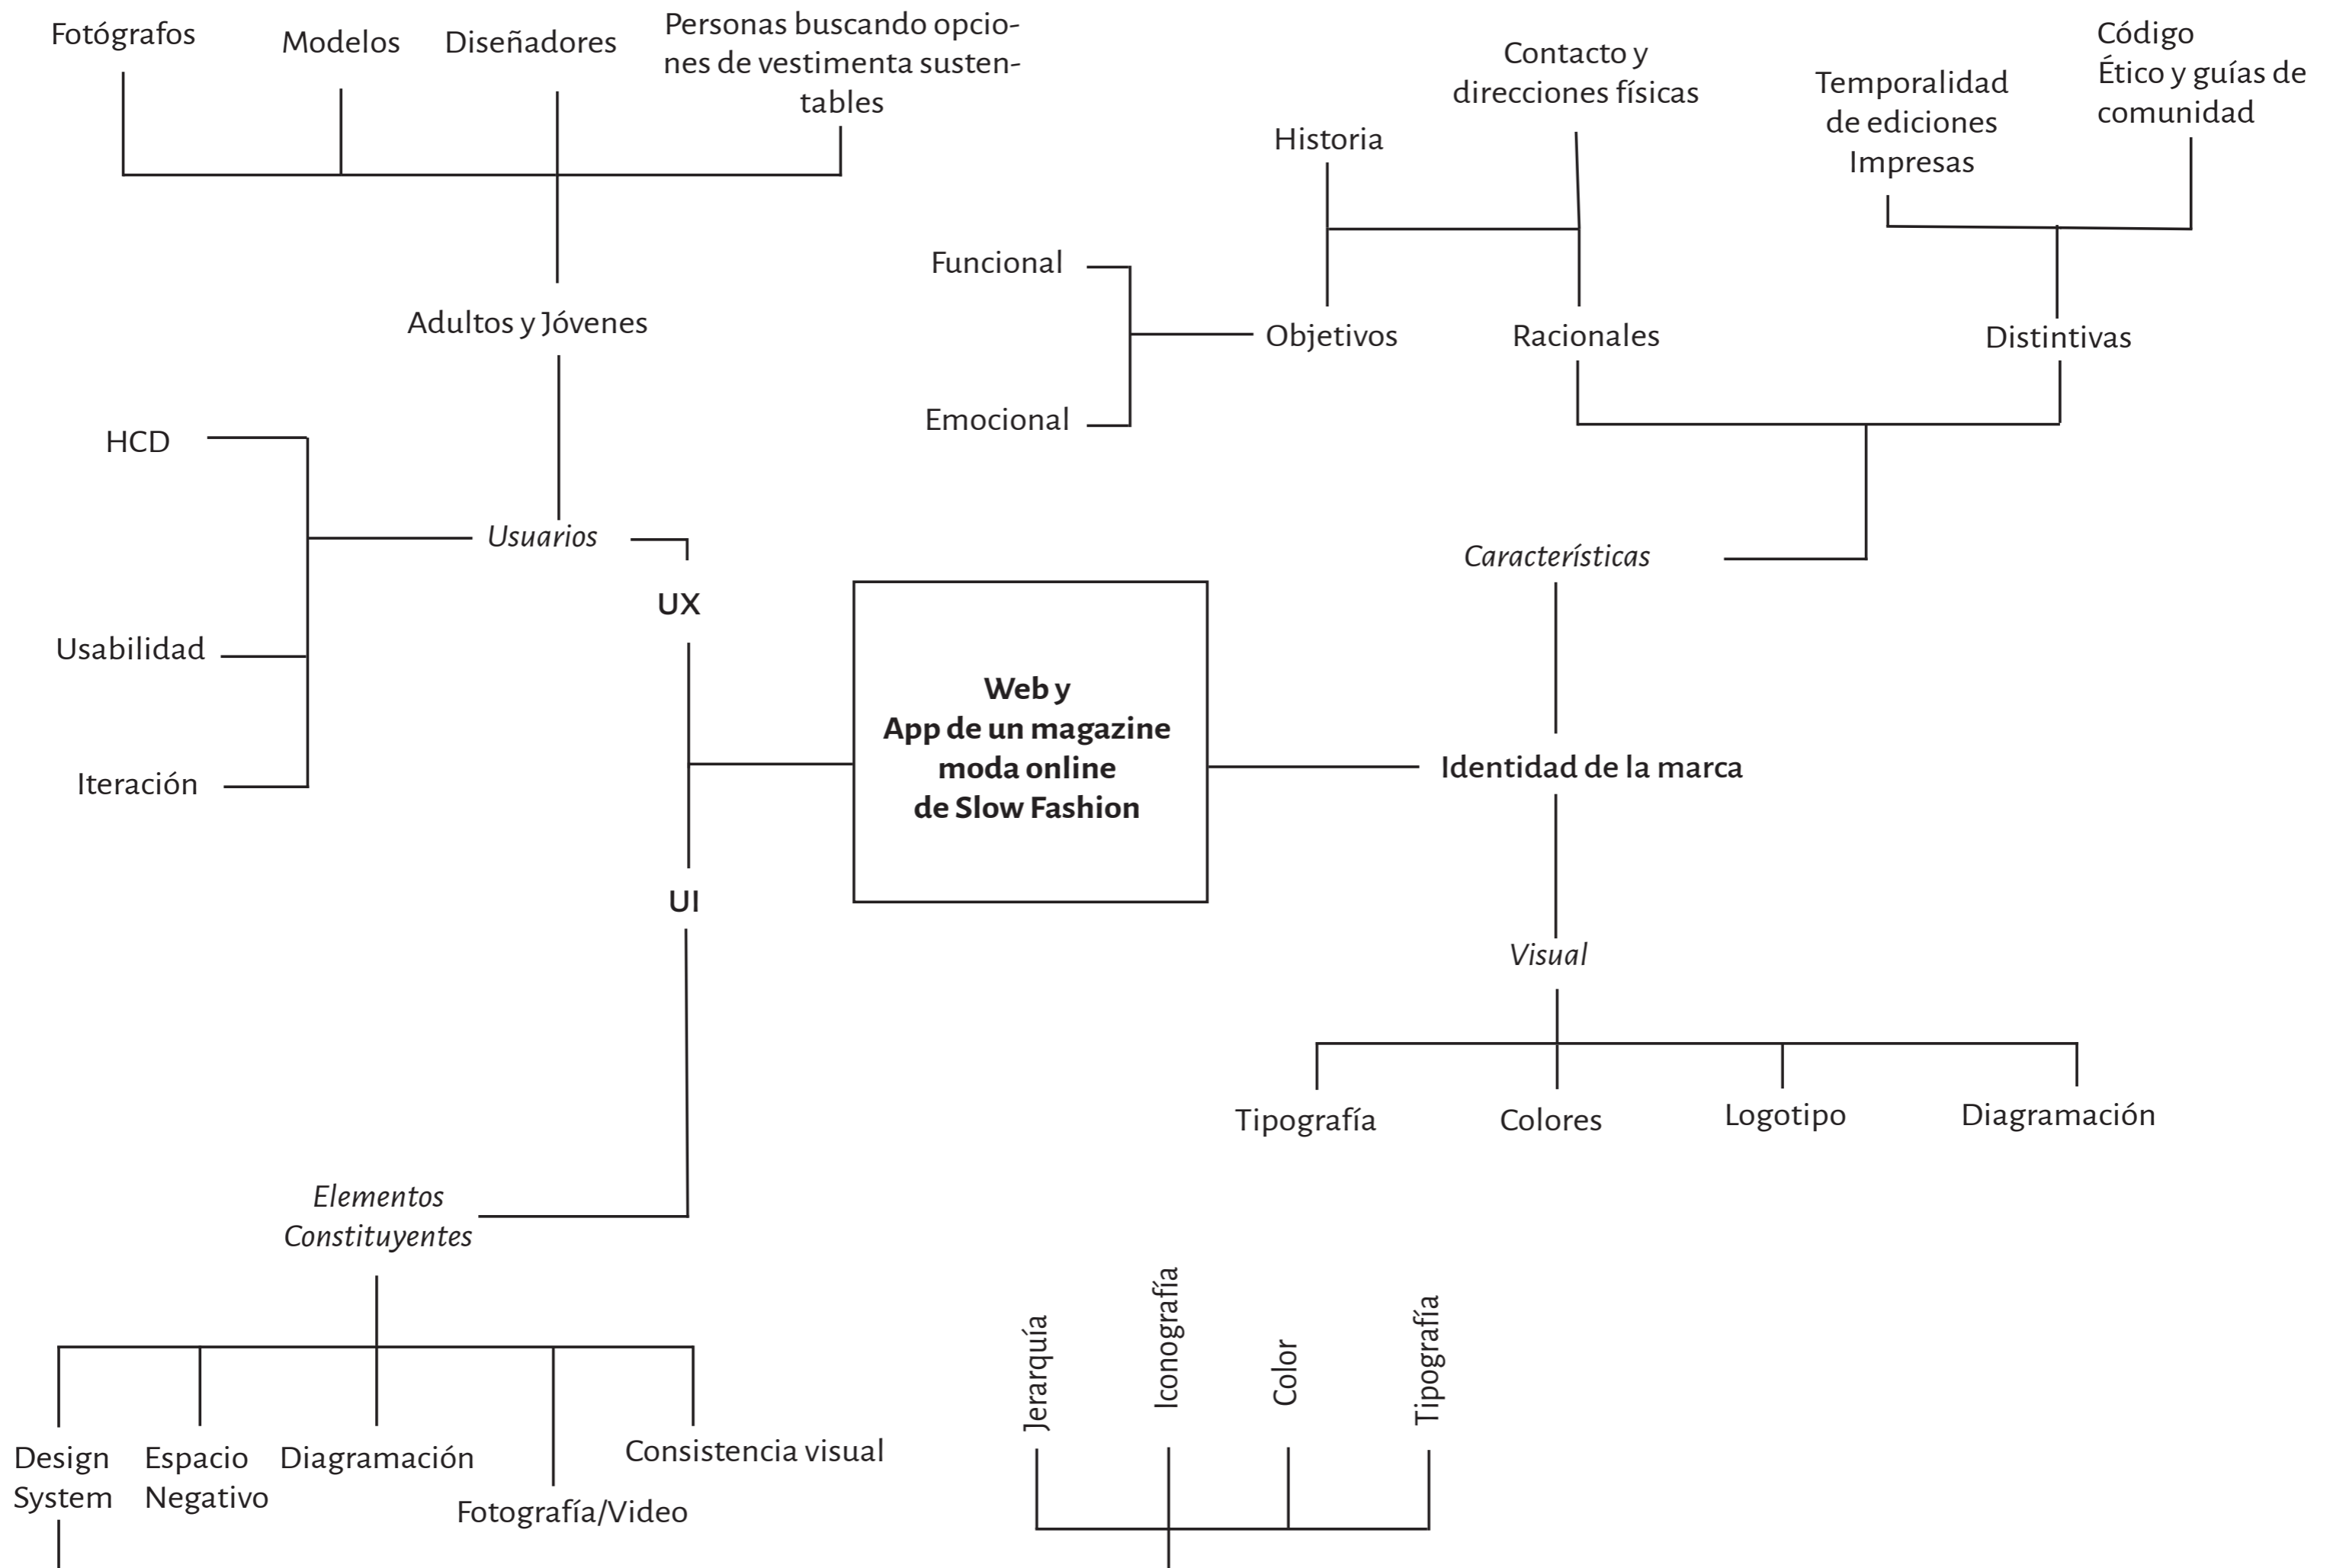 Fotógrafos
Modelos
Diseñadores
Personas buscando opcio-
nes de vestimenta susten-
tables
Contacto y
direcciones físicas
Historia
Temporalidad
de ediciones
Impresas
Código
Ético y guías de
comunidad
Funcional
Emocional
Objetivos
Racionales
Distintivas
Adultos y Jóvenes
HCD
Usabilidad
Iteración
Usuarios
UX
Características
Web y
App de un magazine
moda online
de Slow Fashion
Identidad de la marca
UI
Visual
Tipografía
Colores
Logotipo
Diagramación
Elementos
Constituyentes
Design
System
Espacio
Negativo
Diagramación
Fotografía/Video
Consistencia visual
Jerarquía
Iconografía
Color
Tipografía